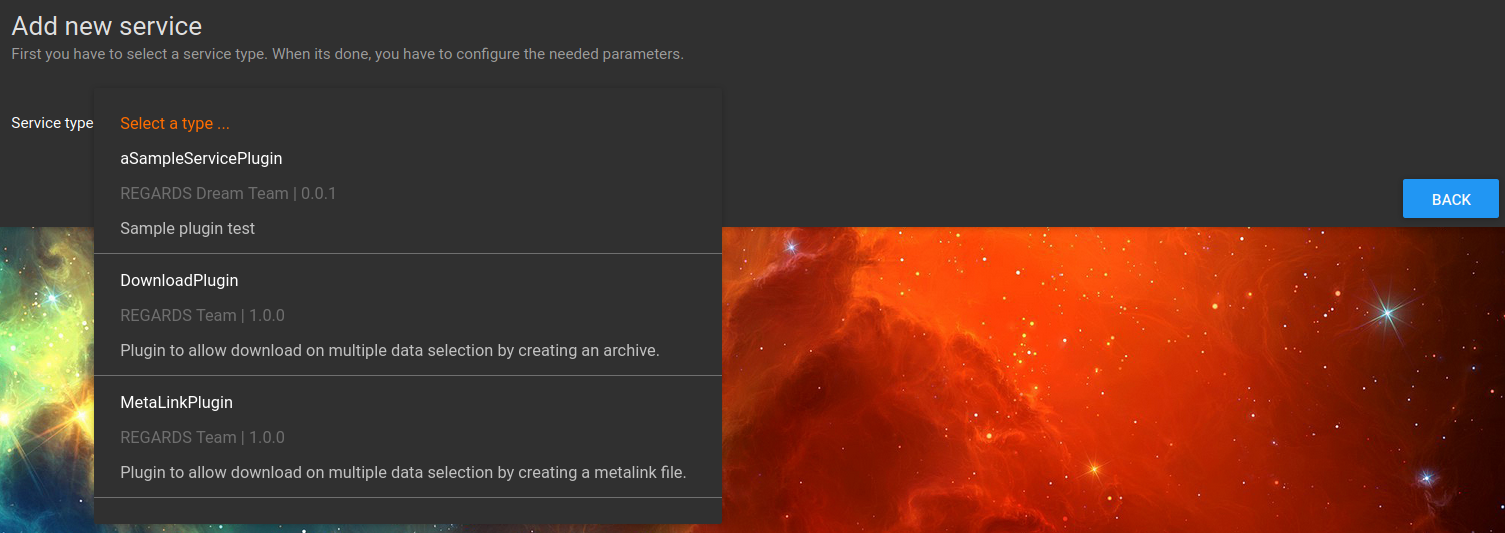 Add new service
First you have to select a service type. When its done, you have to configure the needed parameters.
Service type
Select a type ...
aSampleServicePlugin
REGARDS Dream Team | 0.0.1
Sample plugin test
BACK
DownloadPlugin
REGARDS Team | 1.0.0
Plugin to allow download on multiple data selection by creating an archive.
MetaLinkPlugin
REGARDS Team | 1.0.0
Plugin to allow download on multiple data selection by creating a metalink file.